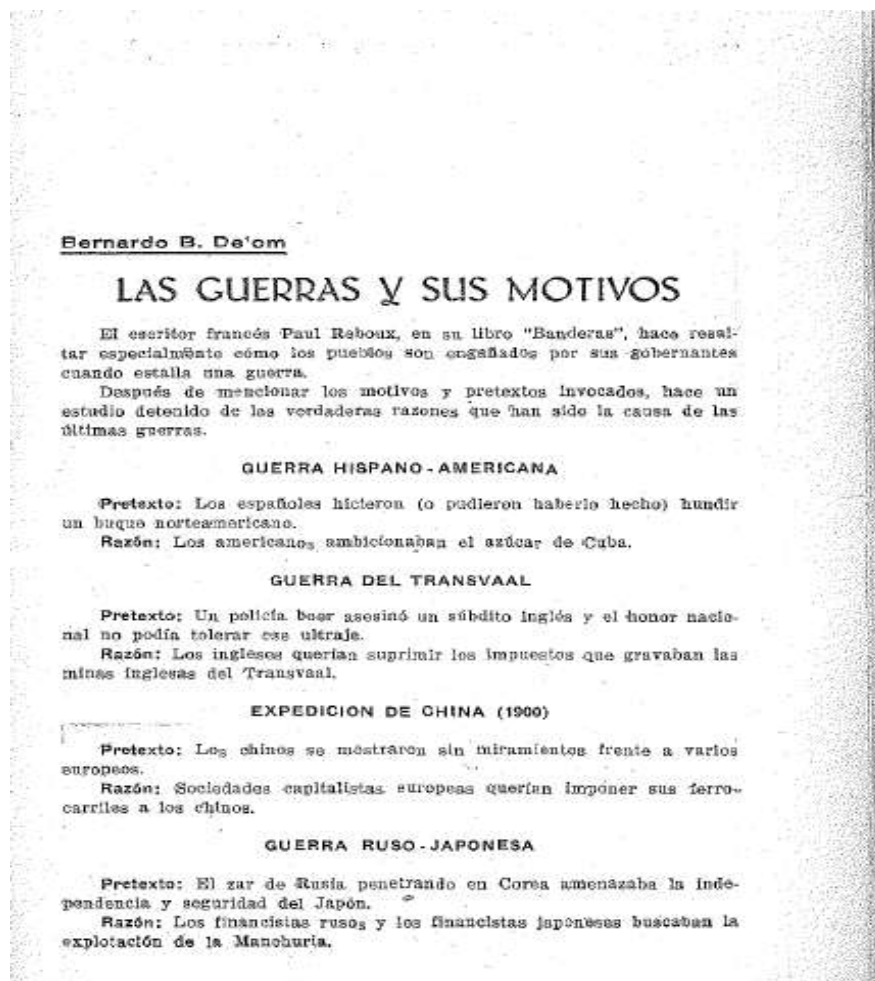 Bernardo B. De'om
LAS GUERRAS Y SUS MOTIVOS
El escritor francés Paul Reboux, en su libro "Banderas", hace resal-
tar especialmente cómo los pueblos son engañados por sus gobernantes
cuando estalla una guerra.
Después de mencionar los motivos y pretextos invocados, hace un
estudio detenido de las verdaderas razones que han sido la causa de las
últimas guerras.
GUERRA HISPANO-AMERICANA
Pretexto: Los españoles hicieron (o pudieron haberlo hecho) hundir
un buque norteamericano.
Razón: Los americanos ambicionaban el azúcar de Cuba.
GUERRA DEL TRANSVAAL
Pretexto: Un policía boer asesinó un súbdito inglés y el honor nacio-
nal no podía tolerar ese ultraje.
Razón: Los ingleses querían suprimir los impuestos que gravaban las
minas inglesas del Transvaal.
EXPEDICION DE CHINA (1900)
Pretexto: Los chinos se mostraron sin miramientos frente a varios
europeos.
Razón: Sociedades capitalistas europeas querían imponer sus ferro-
carriles a los chinos.
GUERRA RUSO-JAPONESA
Pretexto: El zar de Rusia penetrando en Corea amenazaba la inde-
pendencia y seguridad del Japón.
Razón: Los financistas rusos y los financistas japoneses buscaban la
explotación de la Manchuria.